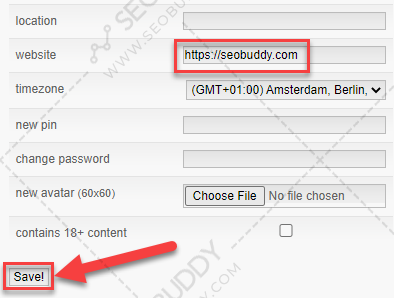 location
website https://seobuddy.com
timezone (GMT+01:00) Amsterdam, Berlin,
new pin
change password
new avatar (60x60) Choose File No file chosen
contains 18+ content
Save!
WWW.SEOBUDDY.COM
SEOBUDDY